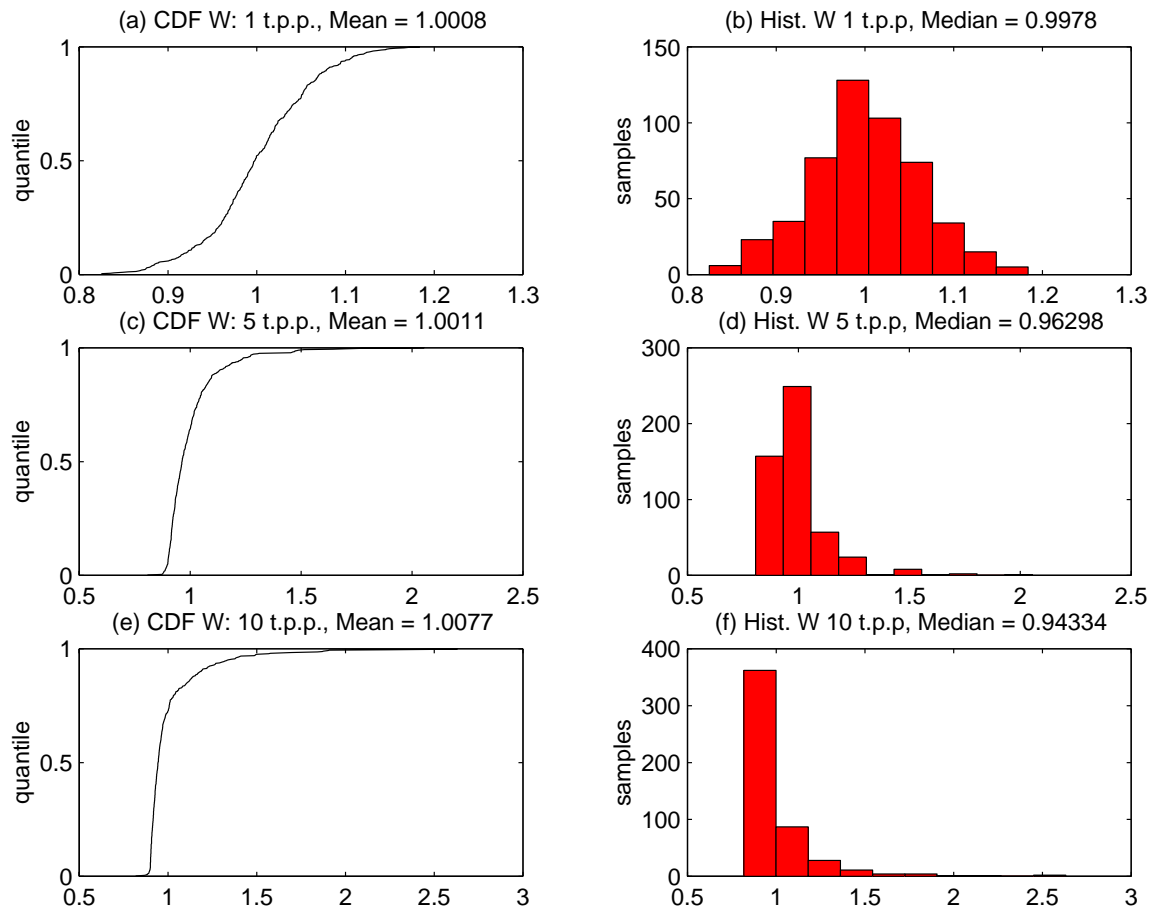 (a) CDF W: 1 t.p.p., Mean = 1.0008
1
0.5
0
quantile
0.8 0.9 1 1.1 1.2 1.3
(b) Hist. W 1 t.p.p, Median = 0.9978
150
100
50
0
samples
0.8 0.9 1 1.1 1.2 1.3
(c) CDF W: 5 t.p.p., Mean = 1.0011
1
0.5
0
quantile
0.5 1 1.5 2 2.5
(d) Hist. W 5 t.p.p, Median = 0.96298
300
200
100
0
samples
0.5 1 1.5 2 2.5
(e) CDF W: 10 t.p.p., Mean = 1.0077
1
0.5
0
quantile
0.5 1 1.5 2 2.5 3
(f) Hist. W 10 t.p.p, Median = 0.94334
400
300
200
100
0
samples
0.5 1 1.5 2 2.5 3